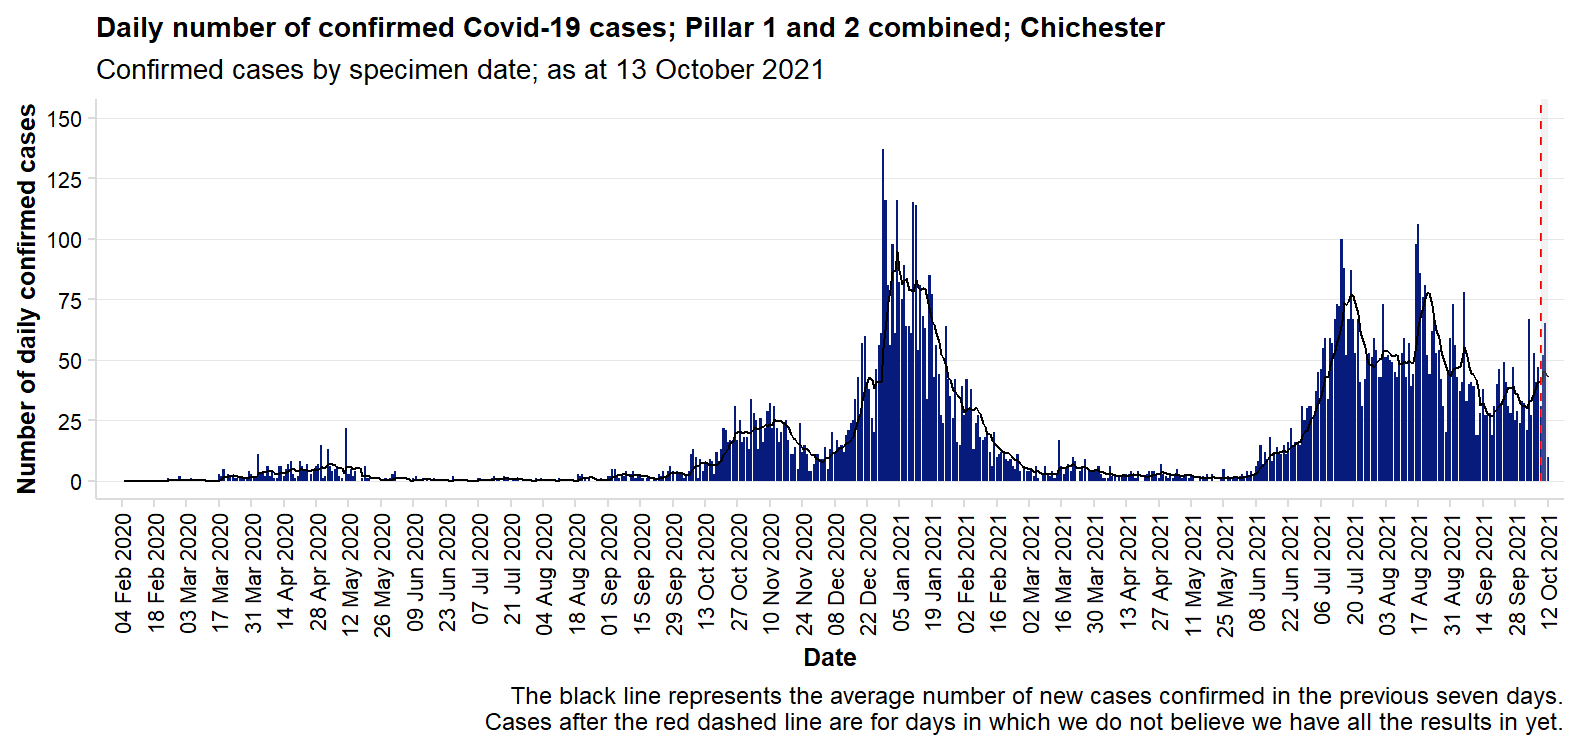 Daily number of confirmed Covid-19 cases; Pillar 1 and 2 combined; Chichester
Confirmed cases by specimen date; as at 13 October 2021
Number of daily confirmed cases
150
125
100
75
50
25
0
04 Feb 2020
18 Feb 2020
03 Mar 2020
17 Mar 2020
31 Mar 2020
14 Apr 2020
28 Apr 2020
12 May 2020
26 May 2020
09 Jun 2020
23 Jun 2020
07 Jul 2020
21 Jul 2020
04 Aug 2020
18 Aug 2020
01 Sep 2020
15 Sep 2020
29 Sep 2020
13 Oct 2020
27 Oct 2020
10 Nov 2020
24 Nov 2020
08 Dec 2020
22 Dec 2020
05 Jan 2021
19 Jan 2021
02 Feb 2021
16 Feb 2021
02 Mar 2021
16 Mar 2021
30 Mar 2021
13 Apr 2021
27 Apr 2021
11 May 2021
25 May 2021
08 Jun 2021
22 Jun 2021
06 Jul 2021
20 Jul 2021
03 Aug 2021
17 Aug 2021
31 Aug 2021
14 Sep 2021
28 Sep 2021
12 Oct 2021
Date
The black line represents the average number of new cases confirmed in the previous seven days.
Cases after the red dashed line are for days in which we do not believe we have all the results in yet.